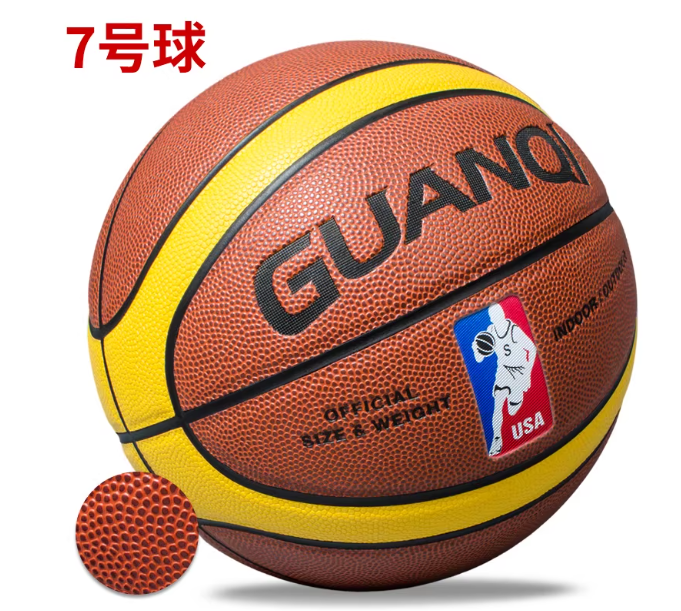 7号球
GUANQI
OFFICIAL
SIZE & WEIGHT
INDOOR / OUTDOOR
S
USA